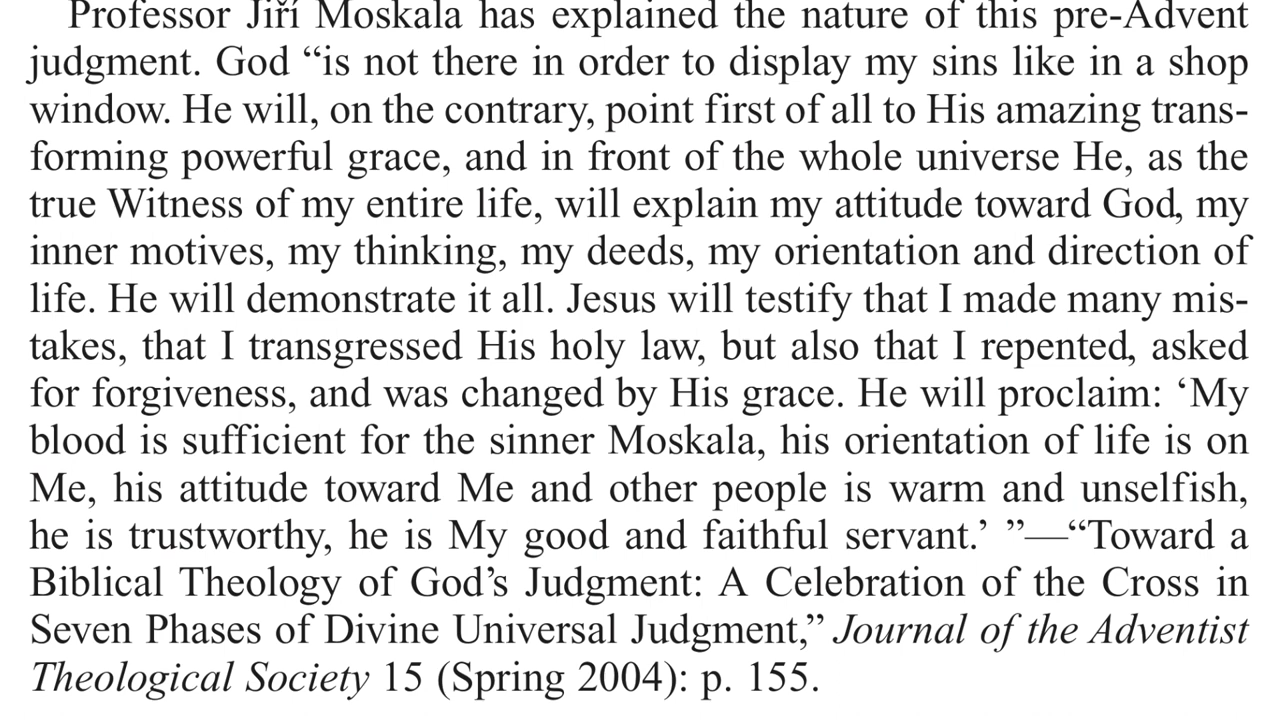 Professor Jiří Moskala has explained the nature of this pre-Advent
judgment. God “is not there in order to display my sins like in a shop
window. He will, on the contrary, point first of all to His amazing trans-
forming powerful grace, and in front of the whole universe He, as the
true Witness of my entire life, will explain my attitude toward God, my
inner motives, my thinking, my deeds, my orientation and direction of
life. He will demonstrate it all. Jesus will testify that I made many mis-
takes, that I transgressed His holy law, but also that I repented, asked
for forgiveness, and was changed by His grace. He will proclaim: ‘My
blood is sufficient for the sinner Moskala, his orientation of life is on
Me, his attitude toward Me and other people is warm and unselfish,
he is trustworthy, he is My good and faithful servant.’ ”—“Toward a
Biblical Theology of God’s Judgment: A Celebration of the Cross in
Seven Phases of Divine Universal Judgment,” Journal of the Adventist
Theological Society 15 (Spring 2004): p. 155.